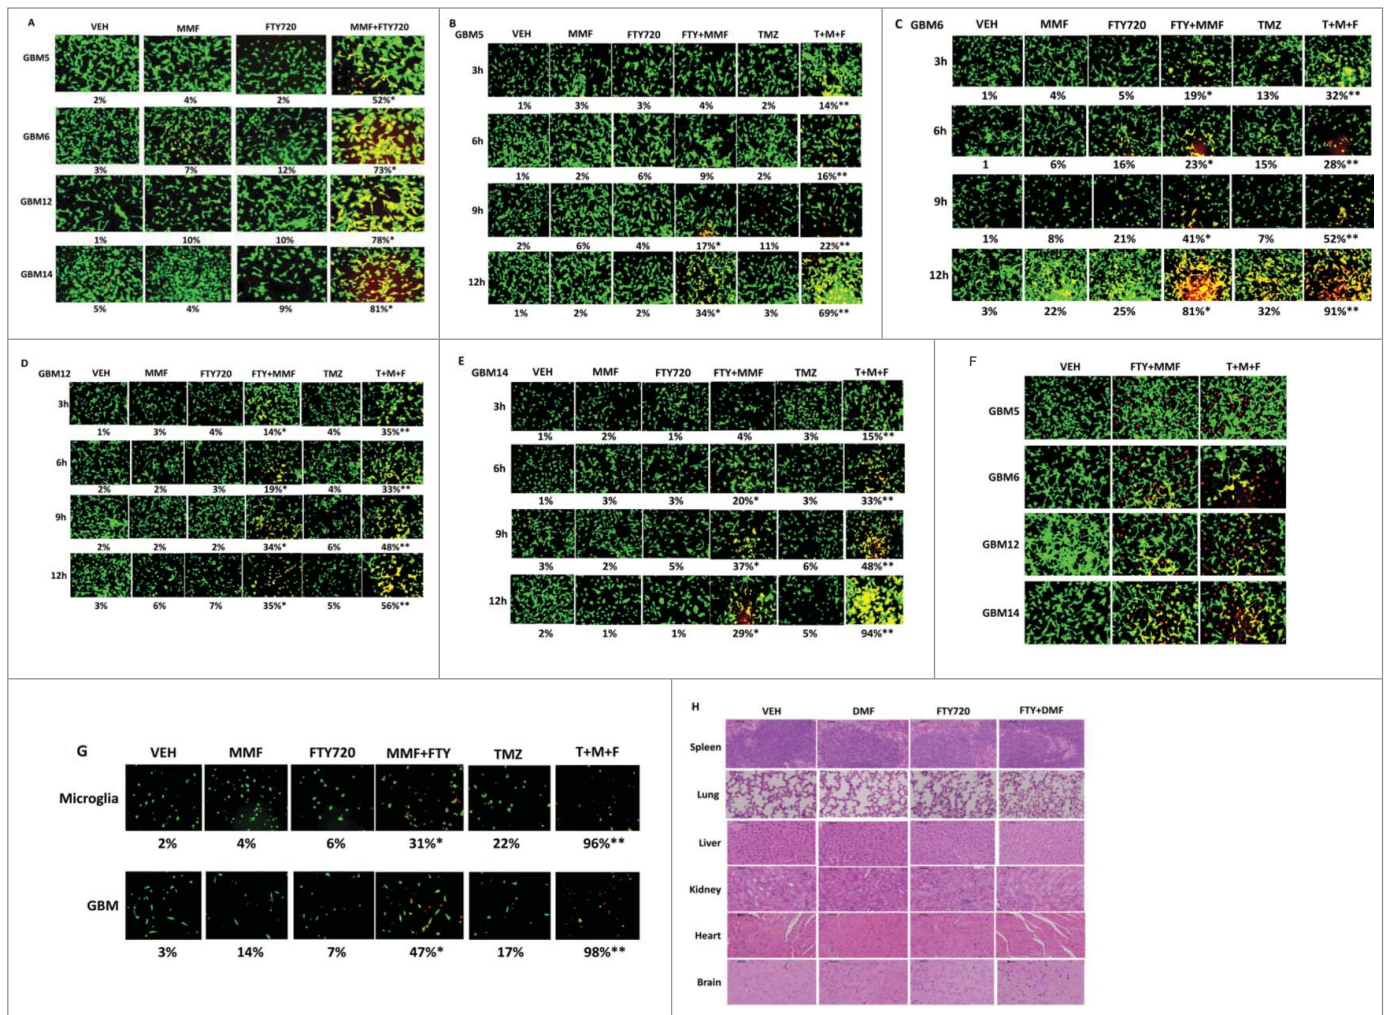 A
VEH MMF FTY720 MMF+FTY720
GBM5
2% 4% 2% 52%*
GBM6
3% 7% 12% 73%*
GBM12
1% 10% 10% 78%*
GBM14
5% 4% 9% 81%*
B
GBM5 VEH MMF FTY720 FTY+MMF TMZ T+M+F
3h
1% 3% 3% 4% 2% 14%**
6h
1% 2% 6% 9% 2% 16%**
9h
2% 6% 4% 17%* 11% 22%**
12h
1% 2% 2% 34%* 3% 69%**
C GBM6 VEH MMF FTY720 FTY+MMF TMZ T+M+F
3h
1% 4% 5% 19%* 13% 32%**
6h
1 6% 16% 23%* 15% 28%**
9h
1% 8% 21% 41%* 7% 52%**
12h
3% 22% 25% 81%* 32% 91%**
D
GBM12 VEH MMF FTY720 FTY+MMF TMZ T+M+F
3h
1% 3% 4% 14%* 4% 35%**
6h
2% 2% 3% 19%* 4% 33%**
9h
2% 2% 2% 34%* 6% 48%**
12h
3% 6% 7% 35%* 5% 56%**
E
GBM14 VEH MMF FTY720 FTY+MMF TMZ T+M+F
3h
1% 2% 1% 4% 3% 15%**
6h
1% 3% 3% 20%* 3% 33%**
9h
3% 2% 5% 37%* 6% 48%**
12h
2% 1% 1% 29%* 5% 94%**
F
VEH FTY+MMF T+M+F
GBM5
GBM6
GBM12
GBM14
G
VEH MMF FTY720 MMF+FTY TMZ T+M+F
Microglia
2% 4% 6% 31%* 22% 96%**
GBM
3% 14% 7% 47%* 17% 98%**
H
VEH DMF FTY720 FTY+DMF
Spleen
Lung
Liver
Kidney
Heart
Brain